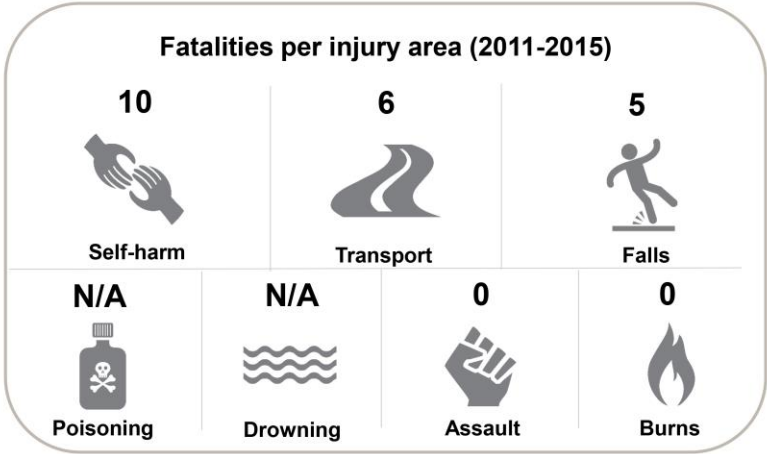 Fatalities per injury area (2011-2015)
10
6
5
Self-harm
Transport
Falls
N/A
N/A
0
0
Poisoning
Drowning
Assault
Burns